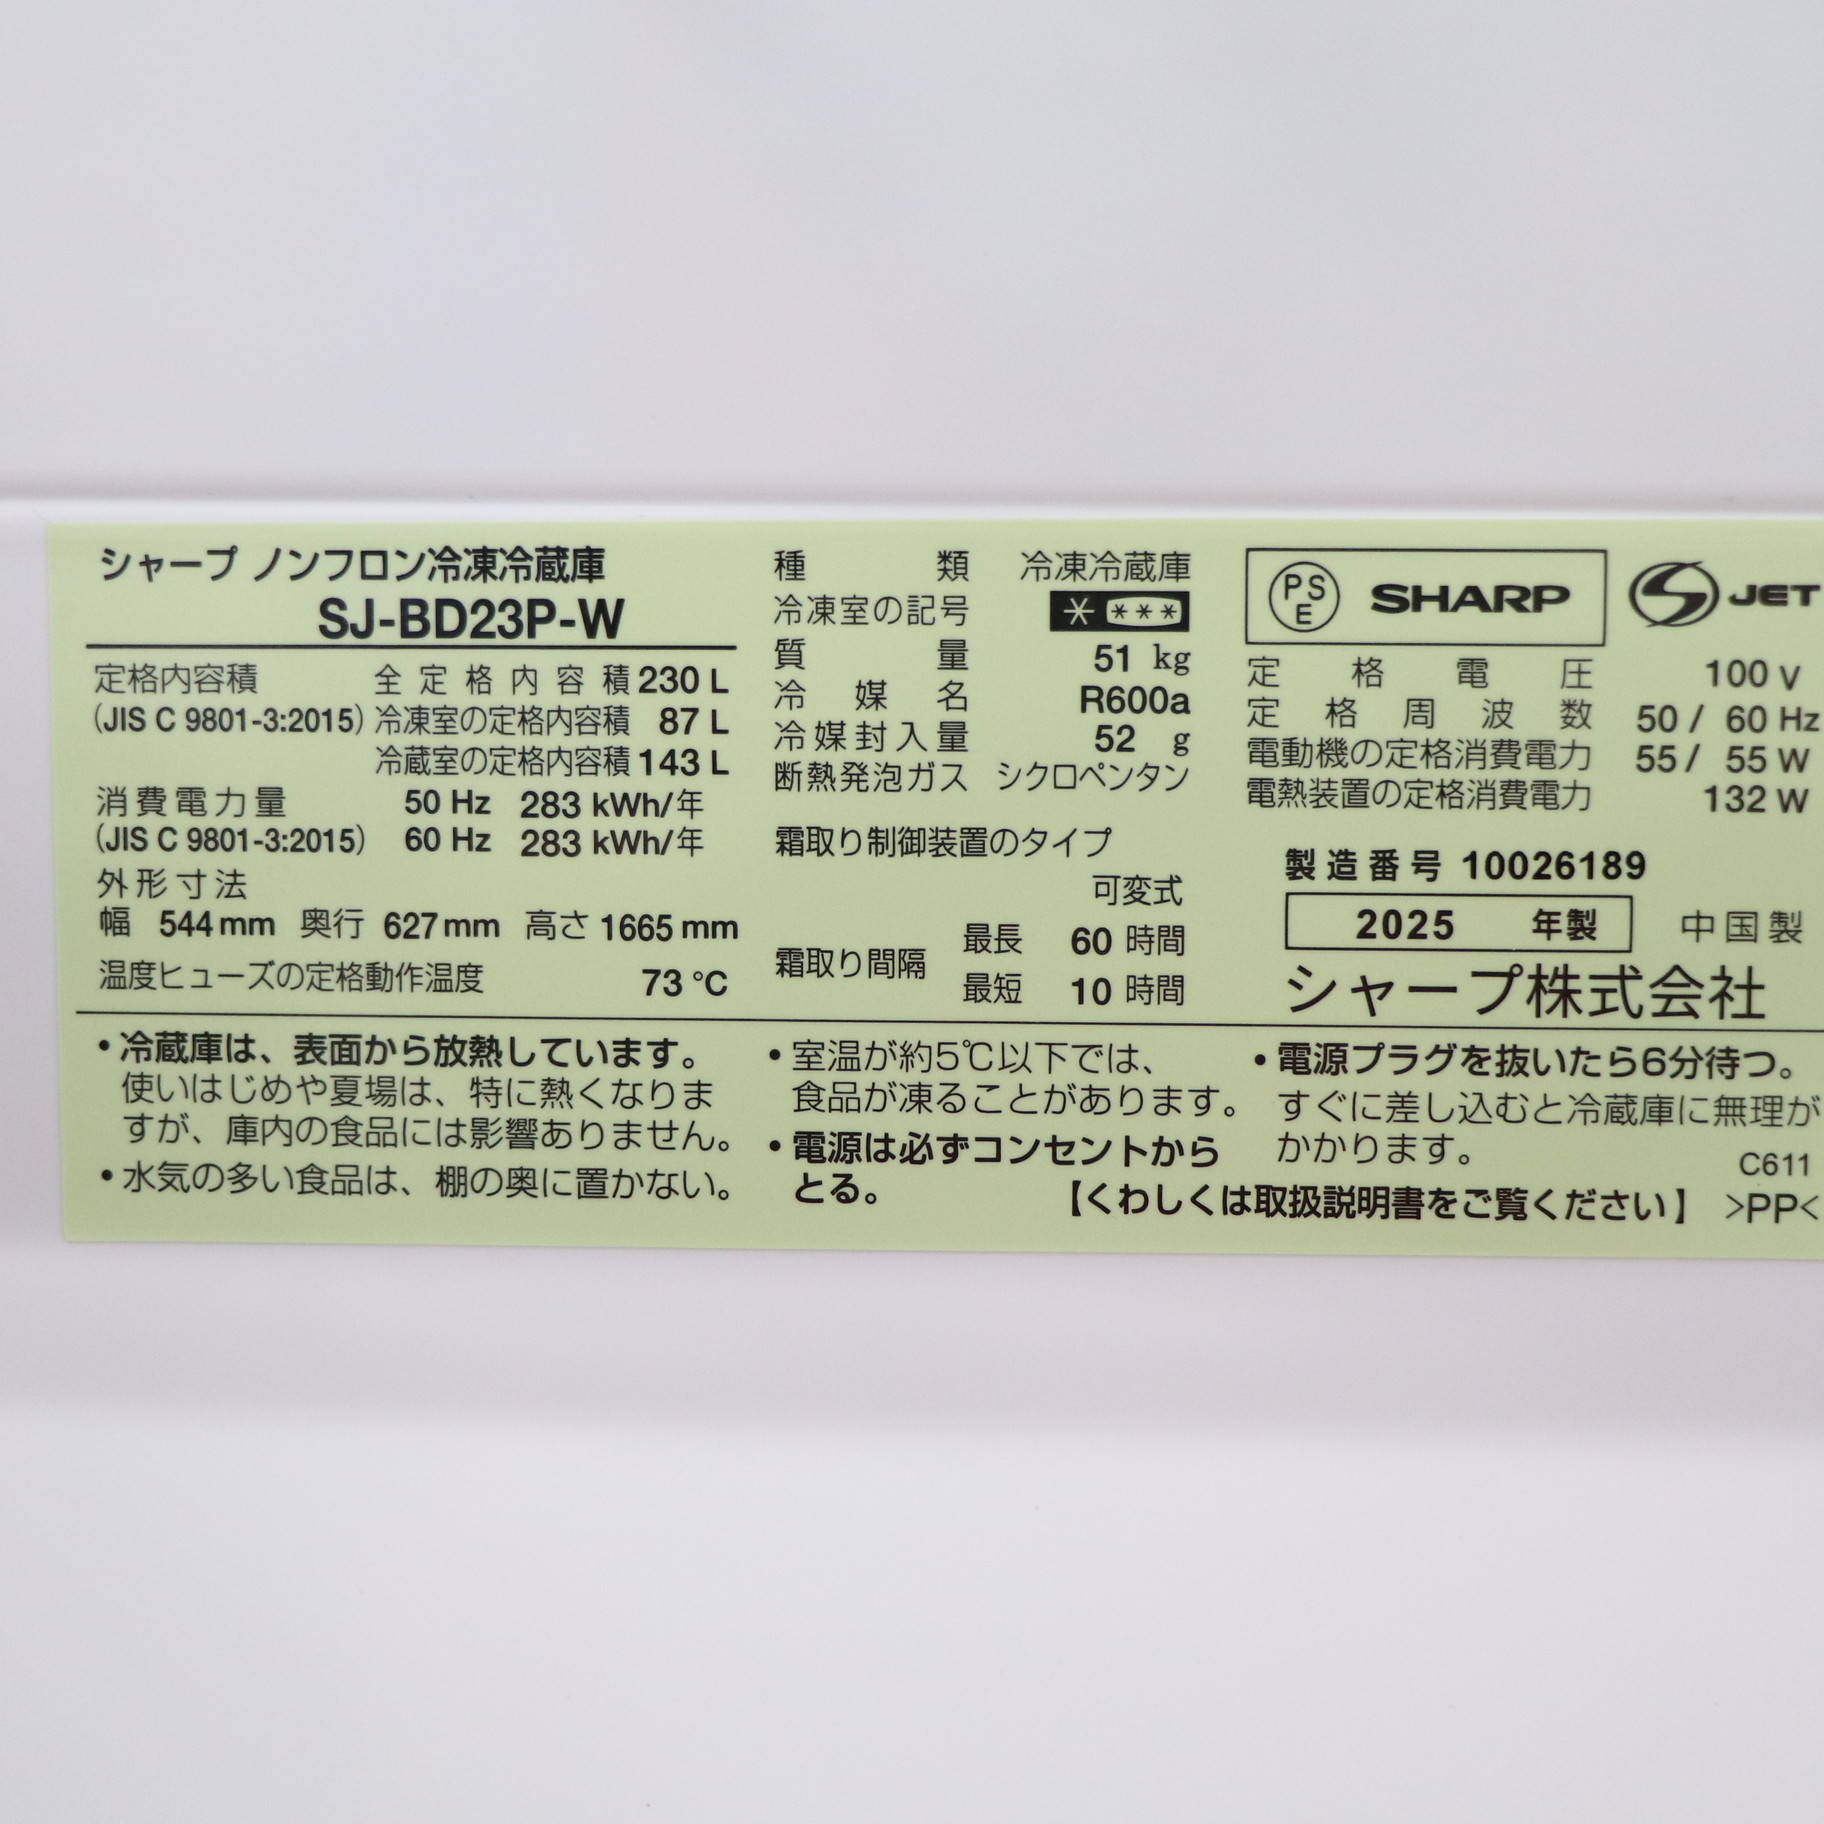 シャープ ノンフロン冷凍冷蔵庫
SJ-BD23P-W
定格内容積 全定格内容積 230 L
(JIS C 9801-3:2015) 冷凍室の定格内容積 87 L
冷蔵室の定格内容積 143 L
消費電力量 50 Hz 283 kWh/年
(JIS C 9801-3:2015) 60 Hz 283 kWh/年
外形寸法
幅 544 mm 奥行 627 mm 高さ 1665 mm
温度ヒューズの定格動作温度 73 ℃
種類 冷凍冷蔵庫
冷凍室の記号 * ***
質量 51 kg
冷媒名 R600a
冷媒封入量 52 g
断熱発泡ガス シクロペンタン
霜取り制御装置のタイプ
可変式
霜取り間隔 最長 60 時間
最短 10 時間
PS E SHARP JET
定格電圧 100 V
定格周波数 50 / 60 Hz
電動機の定格消費電力 55 / 55 W
電熱装置の定格消費電力 132 W
製造番号 10026189
2025 年製 中国製
シャープ株式会社
・冷蔵庫は、表面から放熱しています。
使いはじめや夏場は、特に熱くなりま
すが、庫内の食品には影響ありません。
・水気の多い食品は、棚の奥に置かない。
・室温が約5℃以下では、
食品が凍ることがあります。
・電源は必ずコンセントから
とる。
・電源プラグを抜いたら6分待つ。
すぐに差し込むと冷蔵庫に無理が
かかります。
C611
【くわしくは取扱説明書をご覧ください】 >PP<